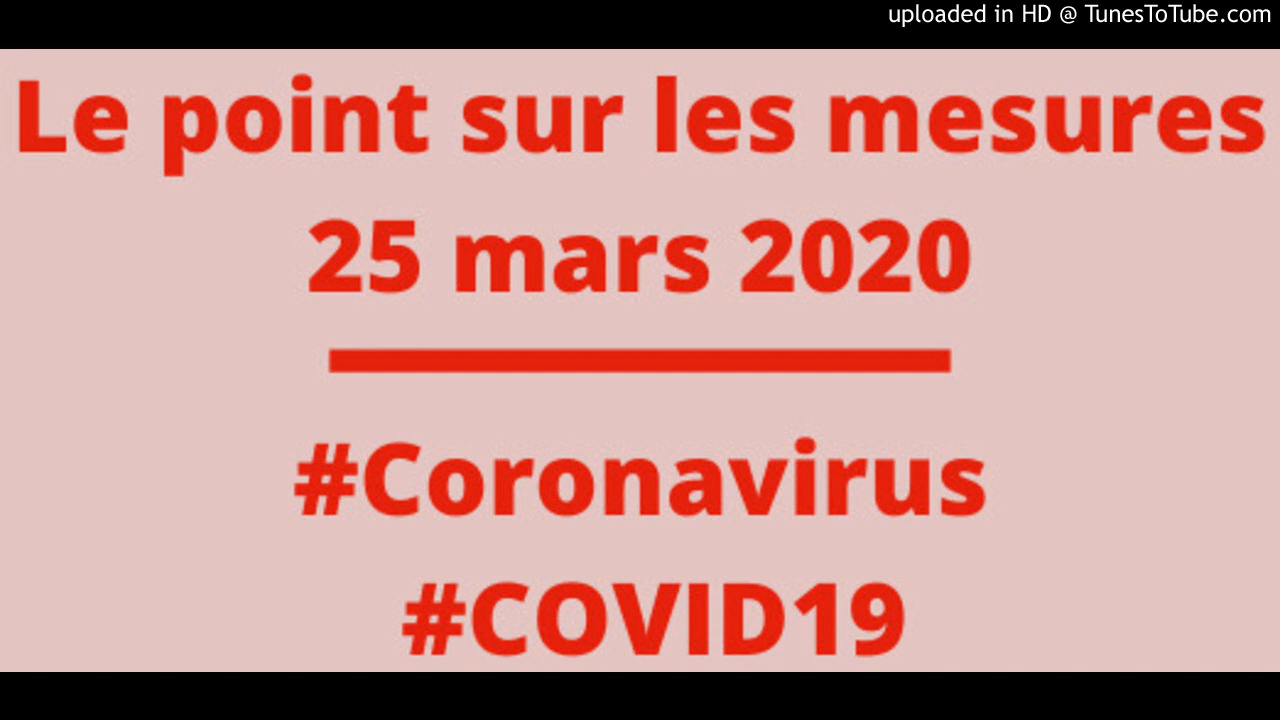 uploaded in HD @ TunesToTube.com
Le point sur les mesures
25 mars 2020
#Coronavirus
#COVID19